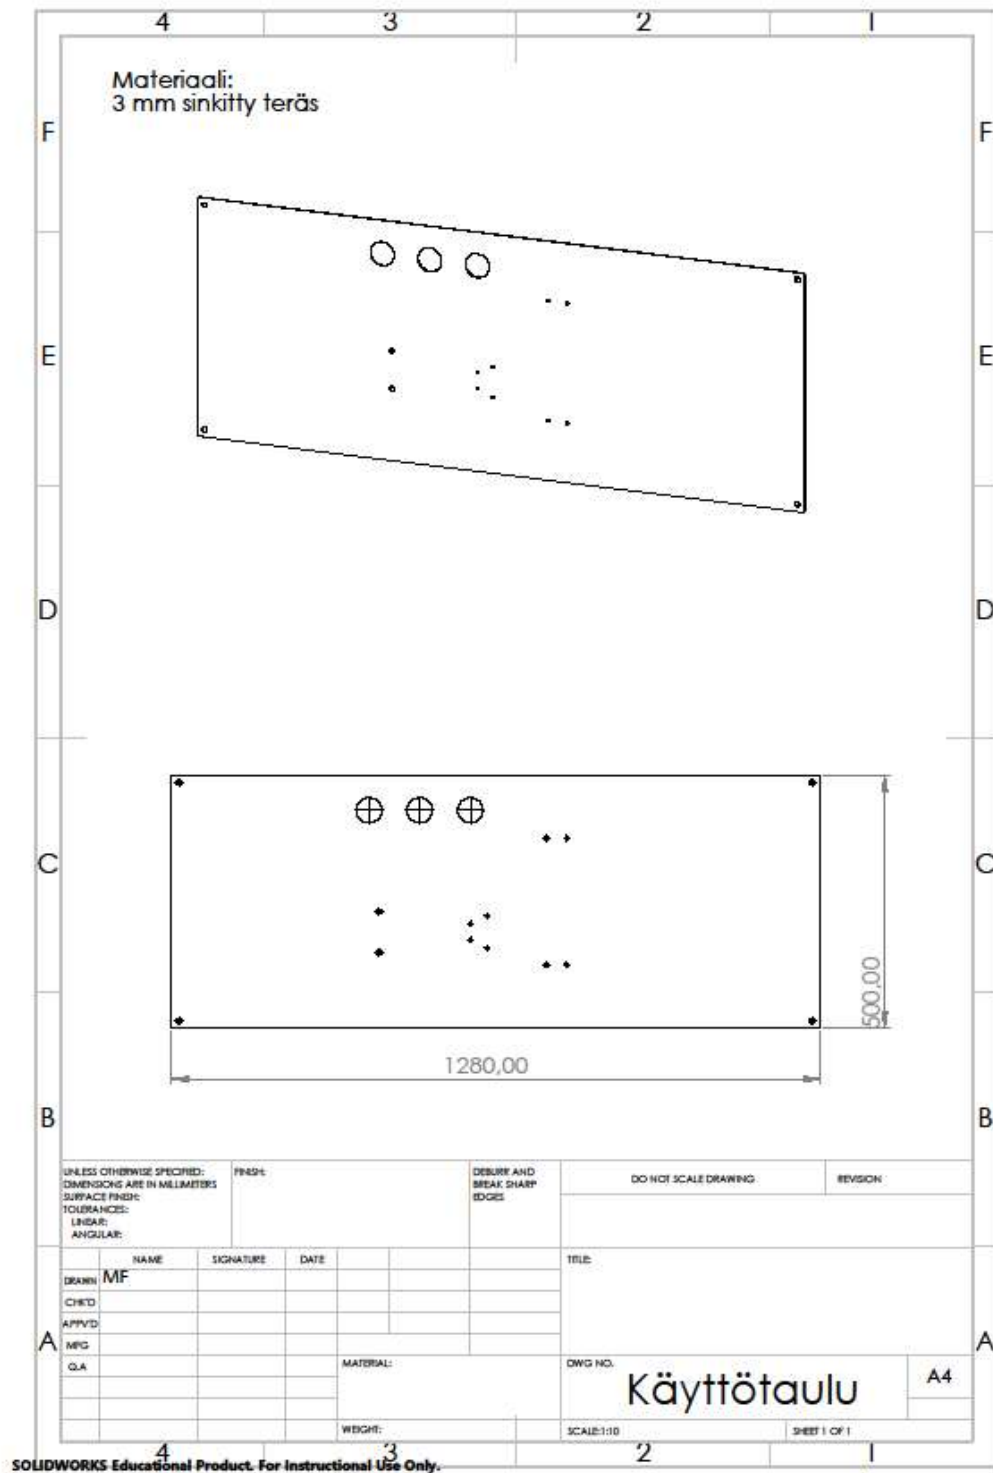 4 3 2 1
Materiaali:
3 mm sinkitty teräs
F F
E E
D D
C C
500,00
1280,00
B B
UNLESS OTHERWISE SPECIFIED:
DIMENSIONS ARE IN MILLIMETERS
SURFACE FINISH:
TOLERANCES:
LINEAR:
ANGULAR:
FINISH:
DEBURR AND
BREAK SHARP
EDGES
DO NOT SCALE DRAWING
REVISION
NAME SIGNATURE DATE
TITLE:
DRAWN MF
CHK'D
APPV'D
A A
MFG
Q.A
MATERIAL:
DWG NO.
Käyttötaulu
A4
WEIGHT:
SCALE:1:10
SHEET 1 OF 1
4 3 2 1
SOLIDWORKS Educational Product. For Instructional Use Only.